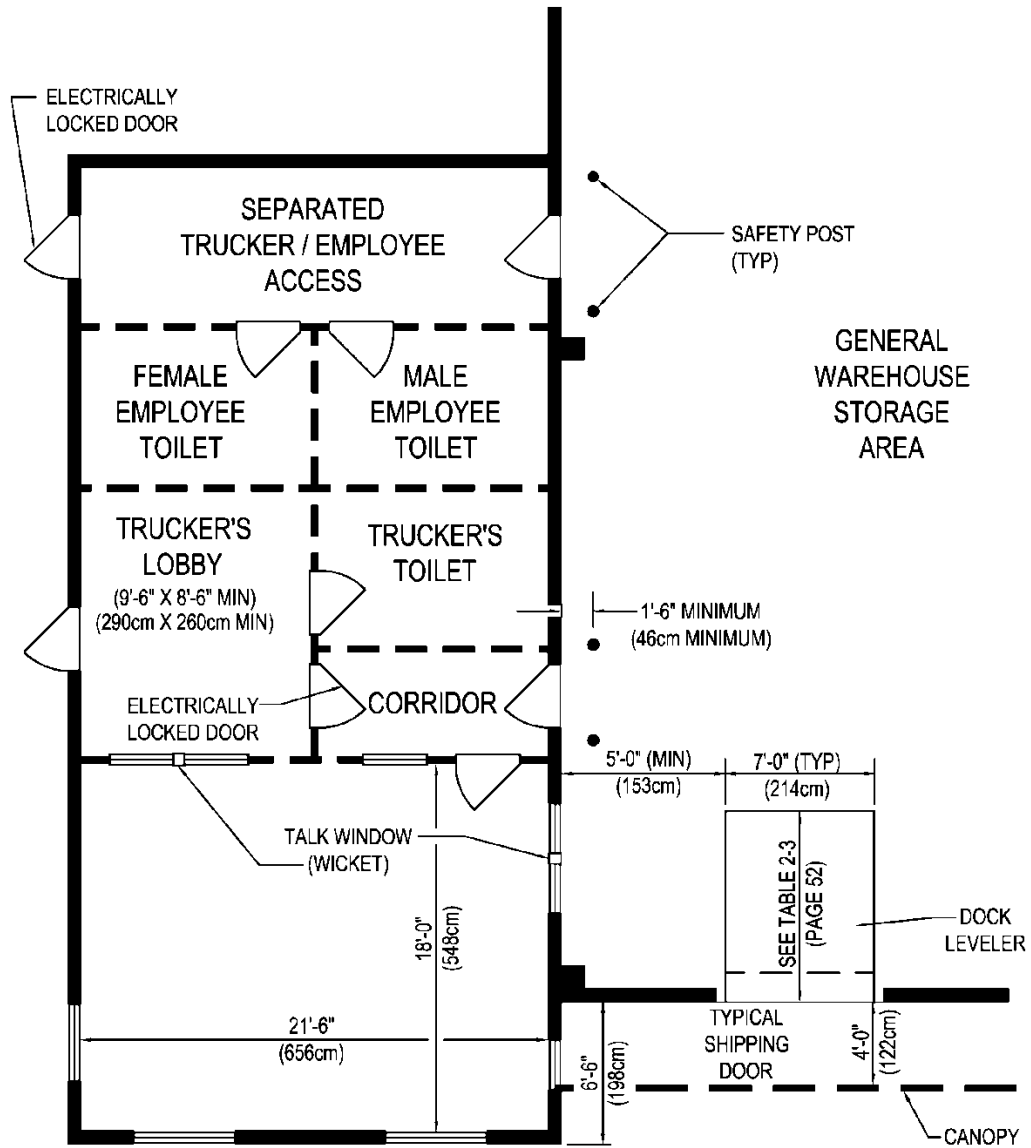 ELECTRICALLY
LOCKED DOOR
SEPARATED
TRUCKER / EMPLOYEE
ACCESS
SAFETY POST
(TYP)
FEMALE
EMPLOYEE
TOILET
MALE
EMPLOYEE
TOILET
GENERAL
WAREHOUSE
STORAGE
AREA
TRUCKER'S
LOBBY
(9'-6" X 8'-6" MIN)
(290cm X 260cm MIN)
TRUCKER'S
TOILET
1'-6" MINIMUM
(46cm MINIMUM)
ELECTRICALLY
LOCKED DOOR
CORRIDOR
5'-0" (MIN)
(153cm)
7'-0" (TYP)
(214cm)
TALK WINDOW
(WICKET)
18'-0"
(548cm)
SEE TABLE 2-3
(PAGE 52)
DOCK
LEVELER
21'-6"
(656cm)
6'-6"
(198cm)
TYPICAL
SHIPPING
DOOR
4'-0"
(122cm)
CANOPY